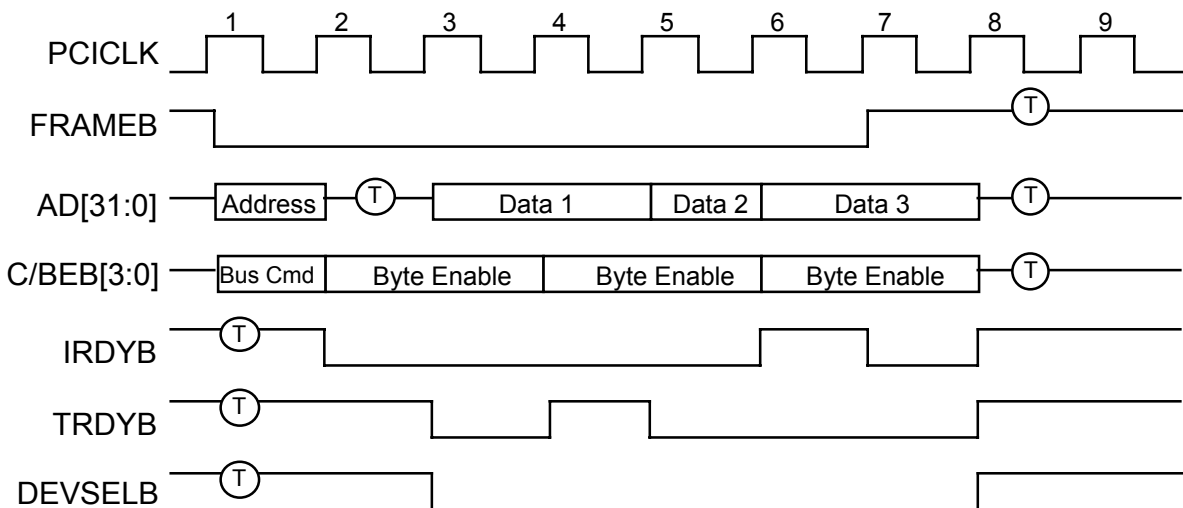 1 2 3 4 5 6 7 8 9
PCICLK
FRAMEB T
AD[31:0] Address T Data 1 Data 2 Data 3 T
C/BEB[3:0] Bus Cmd Byte Enable Byte Enable Byte Enable T
IRDYB T
TRDYB T
DEVSELB T